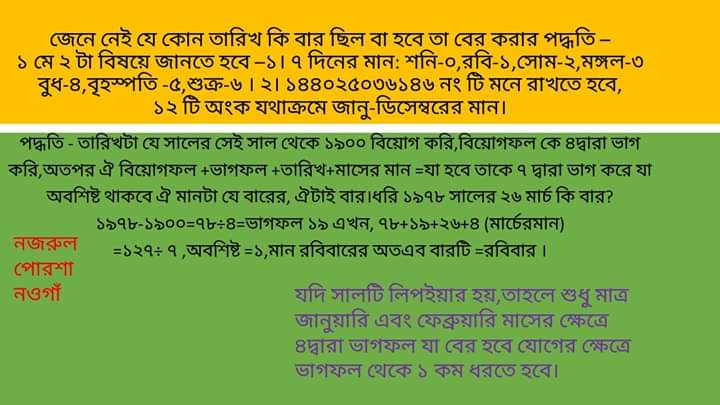 জেনে নেই যে কোন তারিখ কি বার ছিল বা হবে তা বের করার পদ্ধতি –
১ মে ২ টা বিষয়ে জানতে হবে –১। ৭ দিনের মান: শনি-০,রবি-১,সোম-২,মঙ্গল-৩
বুধ-৪,বৃহস্পতি -৫,শুক্র-৬ । ২। ১৪৪০২৫০৩৬১৪৬ নং টি মনে রাখতে হবে,
১২ টি অংক যথাক্রমে জানু-ডিসেম্বরের মান।
পদ্ধতি - তারিখটা যে সালের সেই সাল থেকে ১৯০০ বিয়োগ করি,বিয়োগফল কে ৪দ্বারা ভাগ
করি,অতপর ঐ বিয়োগফল +ভাগফল +তারিখ+মাসের মান =যা হবে তাকে ৭ দ্বারা ভাগ করে যা
অবশিষ্ট থাকবে ঐ মানটা যে বারের, ঐটাই বার।ধরি ১৯৭৮ সালের ২৬ মার্চ কি বার?
১৯৭৮-১৯০০=৭৮÷৪=ভাগফল ১৯ এখন, ৭৮+১৯+২৬+৪ (মার্চেরমান)
=১২৭÷ ৭ ,অবশিষ্ট =১,মান রবিবারের অতএব বারটি =রবিবার ।
নজরুল
পোরশা
নওগাঁ
যদি সালটি লিপইয়ার হয়,তাহলে শুধু মাত্র
জানুয়ারি এবং ফেব্রুয়ারি মাসের ক্ষেত্রে
৪দ্বারা ভাগফল যা বের হবে যোগের ক্ষেত্রে
ভাগফল থেকে ১ কম ধরতে হবে।